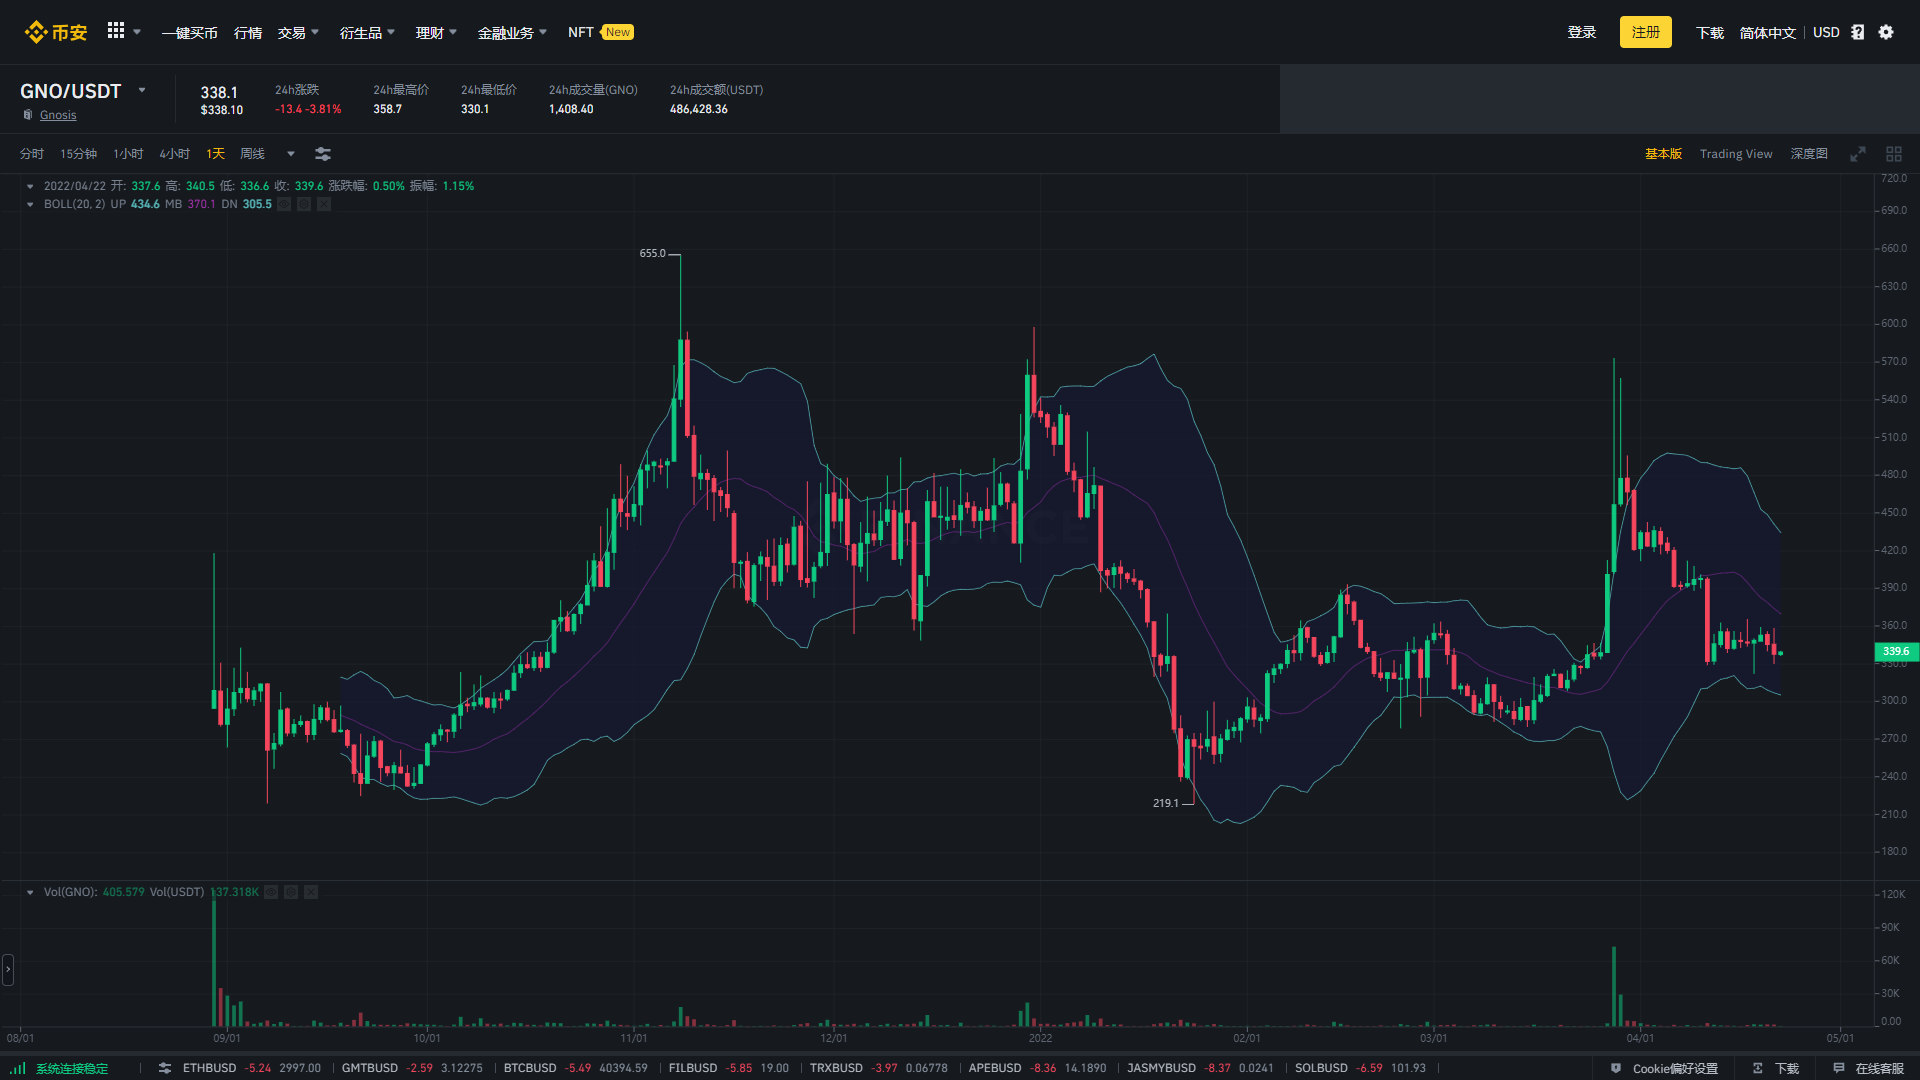 币安 一键买币 行情 交易 衍生品 理财 金融业务 NFT New 登录 注册 下载 简体中文 USD
GNO/USDT 338.1 24h涨跌 24h最高价 24h最低价 24h成交量(GNO) 24h成交额(USDT)
Gnosis $338.10 -13.4 -3.81% 358.7 330.1 1,408.40 486,428.36
分时 15分钟 1小时 4小时 1天 周线 基本版 Trading View 深度图
2022/04/22 开: 337.6 高: 340.5 低: 336.6 收: 339.6 涨跌幅: 0.50% 振幅: 1.15%
BOLL(20, 2) UP 434.6 MB 370.1 DN 305.5
720.0
690.0
660.0
655.0
630.0
600.0
570.0
540.0
510.0
480.0
450.0
420.0
390.0
360.0
339.6
330.0
300.0
270.0
240.0
219.1
210.0
180.0
Vol(GNO): 405.579 Vol(USDT) 137.318K
120K
90K
60K
30K
0.00
08/01 09/01 10/01 11/01 12/01 2022 02/01 03/01 04/01 05/01
系统连接稳定 ETHBUSD -5.24 2997.00 GMTBUSD -2.59 3.12275 BTCBUSD -5.49 40394.59 FILBUSD -5.85 19.00 TRXBUSD -3.97 0.06778 APEBUSD -8.36 14.1890 JASMYBUSD -8.37 0.0241 SOLBUSD -6.59 101.93 Cookie偏好设置 下载 在线客服